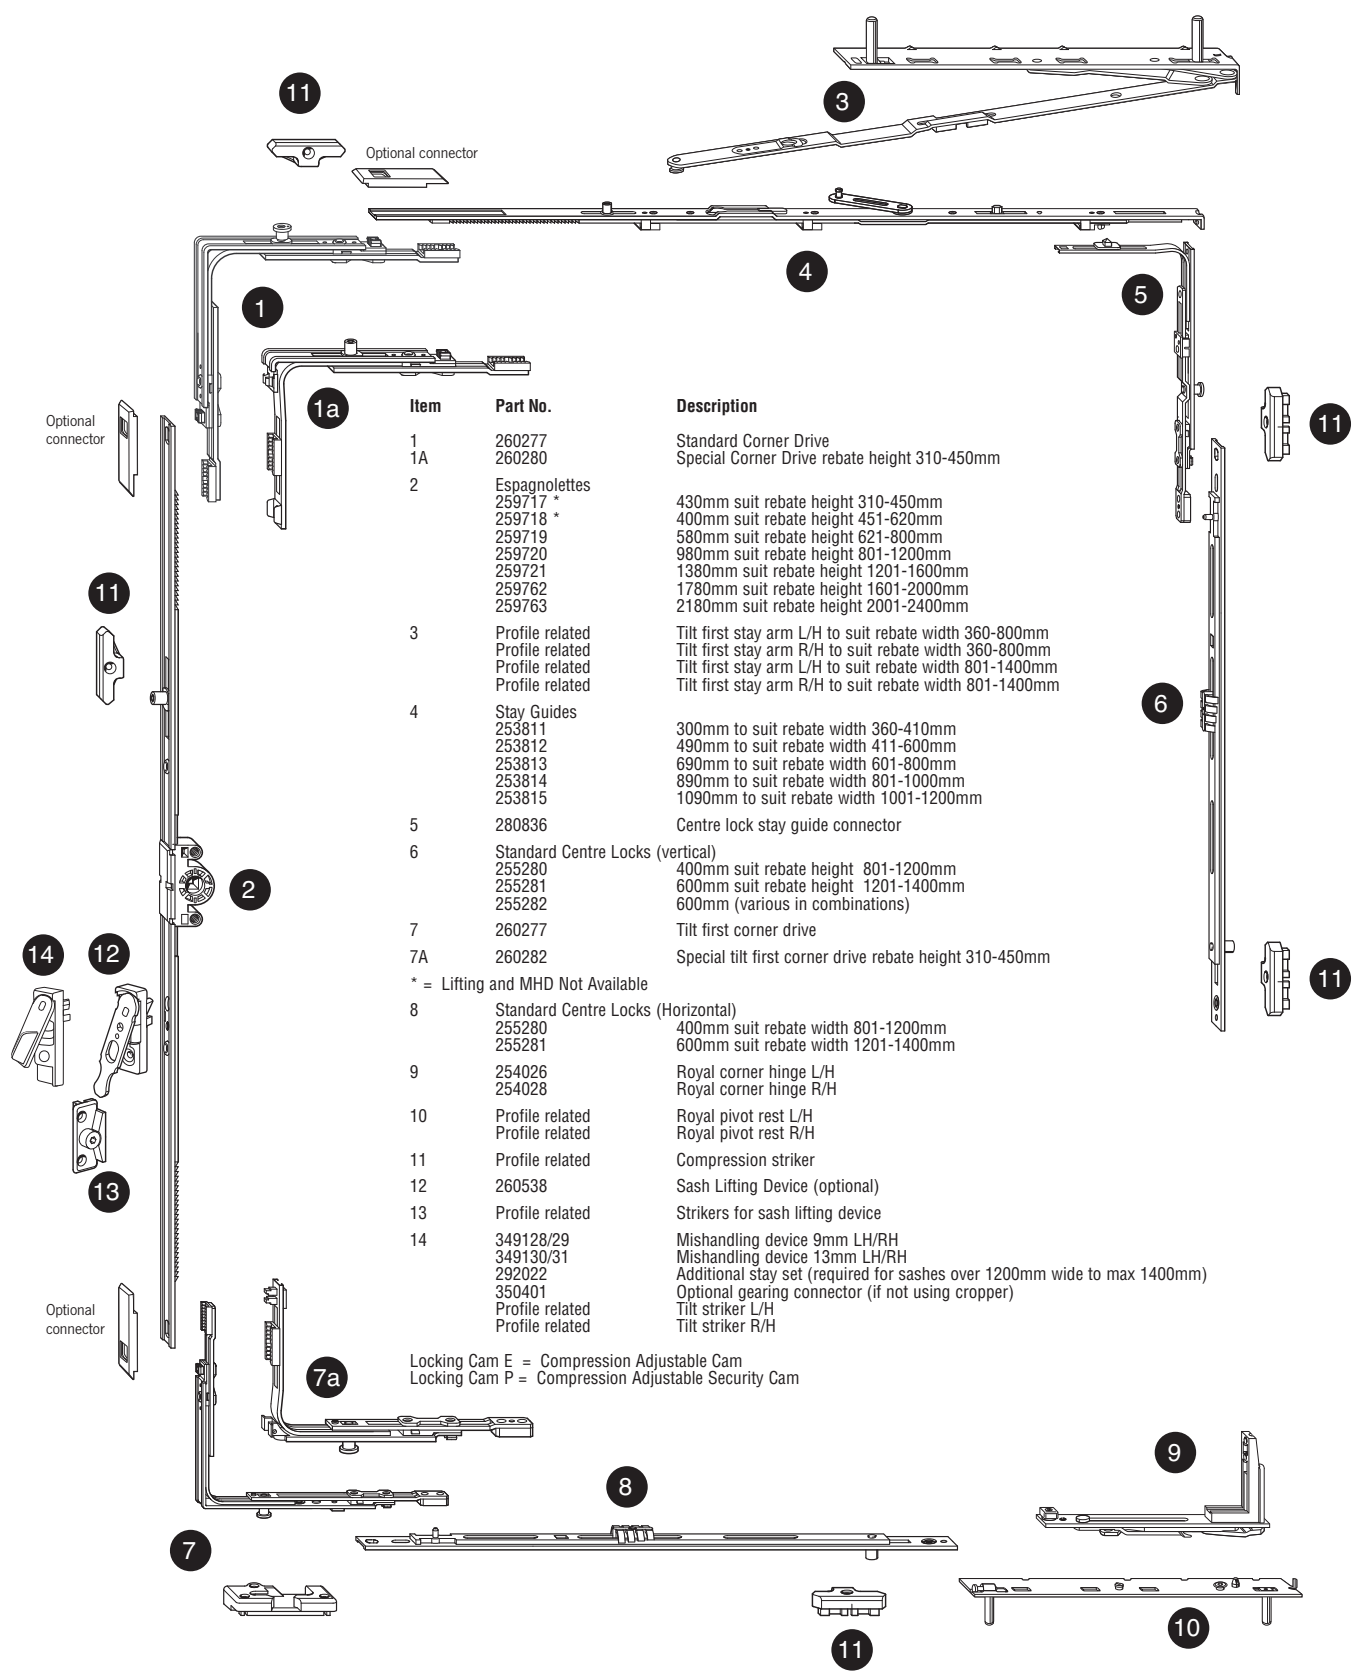 11
3
Optional connector
4
5
1
1a
Optional
connector
11
Item Part No. Description
1 260277 Standard Corner Drive
1A 260280 Special Corner Drive rebate height 310-450mm
2 Espagnolettes
259717 * 430mm suit rebate height 310-450mm
259718 * 400mm suit rebate height 451-620mm
259719 580mm suit rebate height 621-800mm
259720 980mm suit rebate height 801-1200mm
259721 1380mm suit rebate height 1201-1600mm
259762 1780mm suit rebate height 1601-2000mm
259763 2180mm suit rebate height 2001-2400mm
11
3 Profile related Tilt first stay arm L/H to suit rebate width 360-800mm
Profile related Tilt first stay arm R/H to suit rebate width 360-800mm
Profile related Tilt first stay arm L/H to suit rebate width 801-1400mm
Profile related Tilt first stay arm R/H to suit rebate width 801-1400mm
6
4 Stay Guides
253811 300mm to suit rebate width 360-410mm
253812 490mm to suit rebate width 411-600mm
253813 690mm to suit rebate width 601-800mm
253814 890mm to suit rebate width 801-1000mm
253815 1090mm to suit rebate width 1001-1200mm
5 280836 Centre lock stay guide connector
6 Standard Centre Locks (vertical)
255280 400mm suit rebate height 801-1200mm
255281 600mm suit rebate height 1201-1400mm
255282 600mm (various in combinations)
2
7 260277 Tilt first corner drive
7A 260282 Special tilt first corner drive rebate height 310-450mm
14
12
11
* = Lifting and MHD Not Available
8 Standard Centre Locks (Horizontal)
255280 400mm suit rebate width 801-1200mm
255281 600mm suit rebate width 1201-1400mm
9 254026 Royal corner hinge L/H
254028 Royal corner hinge R/H
10 Profile related Royal pivot rest L/H
Profile related Royal pivot rest R/H
11 Profile related Compression striker
12 260538 Sash Lifting Device (optional)
13
13 Profile related Strikers for sash lifting device
14 349128/29 Mishandling device 9mm LH/RH
349130/31 Mishandling device 13mm LH/RH
292022 Additional stay set (required for sashes over 1200mm wide to max 1400mm)
350401 Optional gearing connector (if not using cropper)
Profile related Tilt striker L/H
Profile related Tilt striker R/H
Optional
connector
Locking Cam E = Compression Adjustable Cam
Locking Cam P = Compression Adjustable Security Cam
7a
9
8
7
10
11